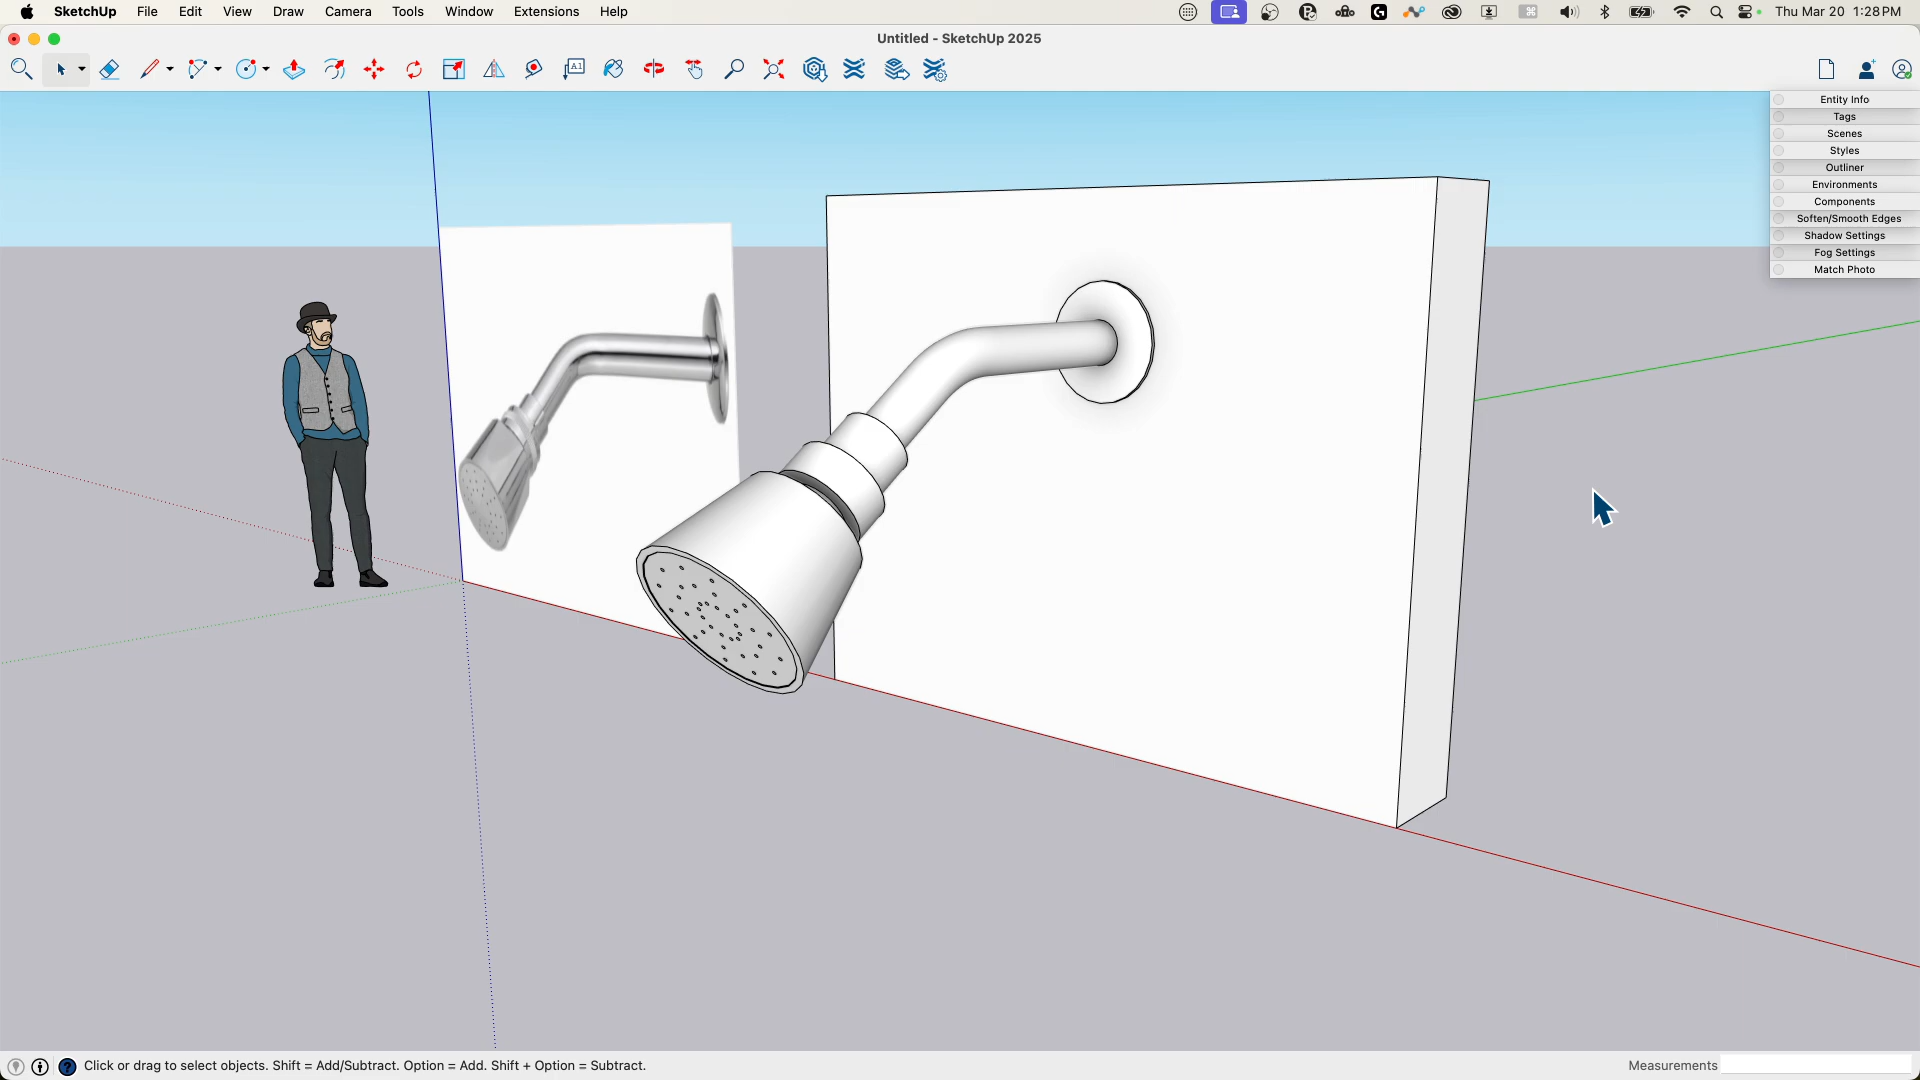 SketchUp File Edit View Draw Camera Tools Window Extensions Help Thu Mar 20 1:28 PM
Untitled - SketchUp 2025
A1
Entity Info
Tags
Scenes
Styles
Outliner
Environments
Components
Soften/Smooth Edges
Shadow Settings
Fog Settings
Match Photo
Click or drag to select objects. Shift = Add/Subtract. Option = Add. Shift + Option = Subtract. Measurements